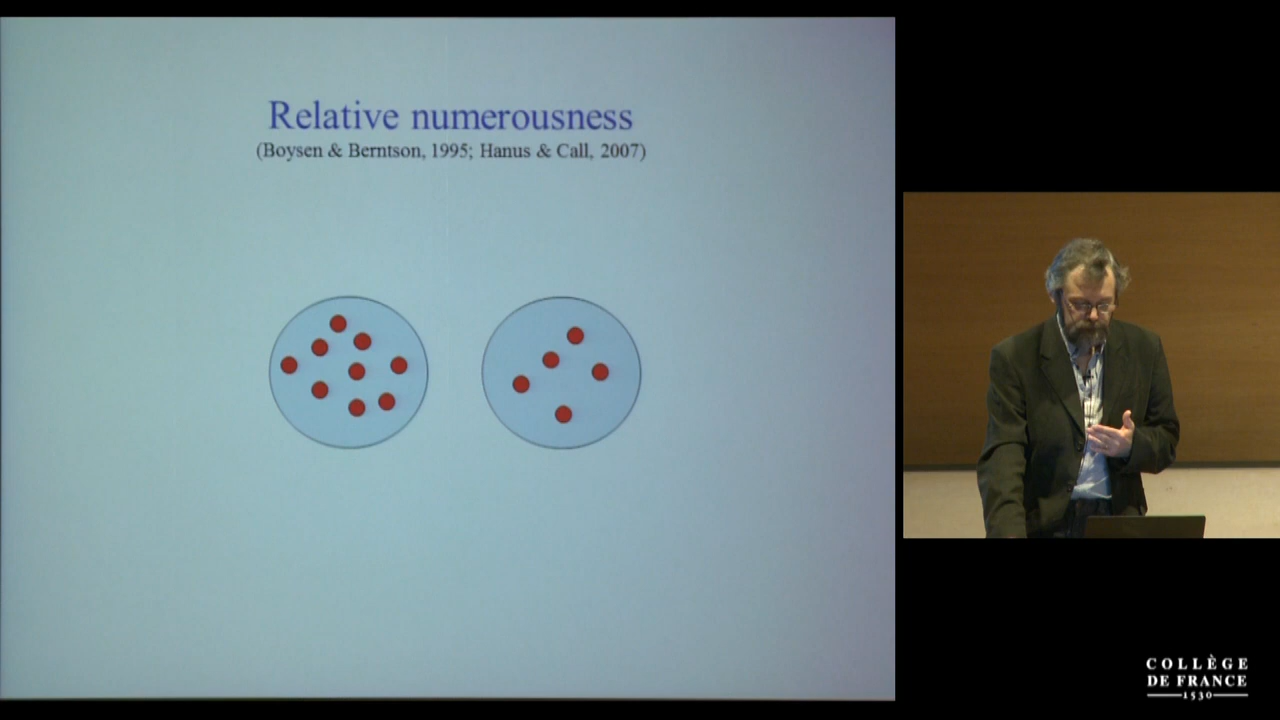 Relative numerousness
(Boysen & Berntson, 1995; Hanus & Call, 2007)
COLLÈGE
DE FRANCE
1530